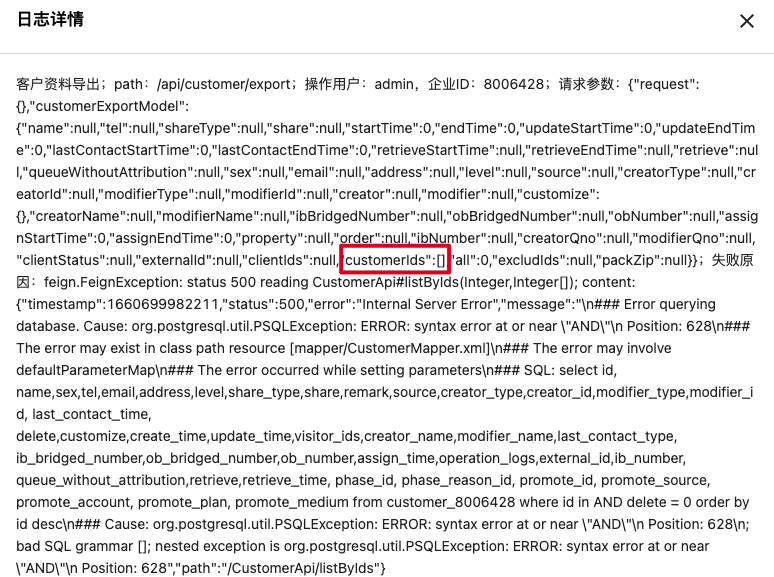 日志详情
客户资料导出；path：/api/customer/export；操作用户：admin，企业ID：8006428；请求参数：{"request":
{},"customerExportModel":
{"name":null,"tel":null,"shareType":null,"share":null,"startTime":0,"endTime":0,"updateStartTime":0,"updateEndTim
e":0,"lastContactStartTime":0,"lastContactEndTime":0,"retrieveStartTime":null,"retrieveEndTime":null,"retrieve":nul
l,"queueWithoutAttribution":null,"sex":null,"email":null,"address":null,"level":null,"source":null,"creatorType":null,"cr
eatorId":null,"modifierType":null,"modifierId":null,"creator":null,"modifier":null,"customize":
{},"creatorName":null,"modifierName":null,"ibBridgedNumber":null,"obBridgedNumber":null,"obNumber":null,"assig
nStartTime":0,"assignEndTime":0,"property":null,"order":null,"ibNumber":null,"creatorQno":null,"modifierQno":null,
"clientStatus":null,"externalId":null,"clientIds":null,"customerIds":[],"all":0,"excludIds":null,"packZip":null}}；失败原
因：feign.FeignException: status 500 reading CustomerApi#listByIds(Integer,Integer[]); content:
{"timestamp":1660699982211,"status":500,"error":"Internal Server Error","message":"\n### Error querying
database. Cause: org.postgresql.util.PSQLException: ERROR: syntax error at or near \"AND\"\n Position: 628\n###
The error may exist in class path resource [mapper/CustomerMapper.xml]\n### The error may involve
defaultParameterMap\n### The error occurred while setting parameters\n### SQL: select id,
name,sex,tel,email,address,level,share_type,share,remark,source,creator_type,creator_id,modifier_type,modifier_i
d, last_contact_time,
delete,customize,create_time,update_time,visitor_ids,creator_name,modifier_name,last_contact_type,
ib_bridged_number,ob_bridged_number,ob_number,assign_time,operation_logs,external_id,ib_number,
queue_without_attribution,retrieve,retrieve_time, phase_id, phase_reason_id, promote_id, promote_source,
promote_account, promote_plan, promote_medium from customer_8006428 where id in AND delete = 0 order by
id desc\n### Cause: org.postgresql.util.PSQLException: ERROR: syntax error at or near \"AND\"\n Position: 628\n;
bad SQL grammar []; nested exception is org.postgresql.util.PSQLException: ERROR: syntax error at or near
\"AND\"\n Position: 628","path":"/CustomerApi/listByIds"}